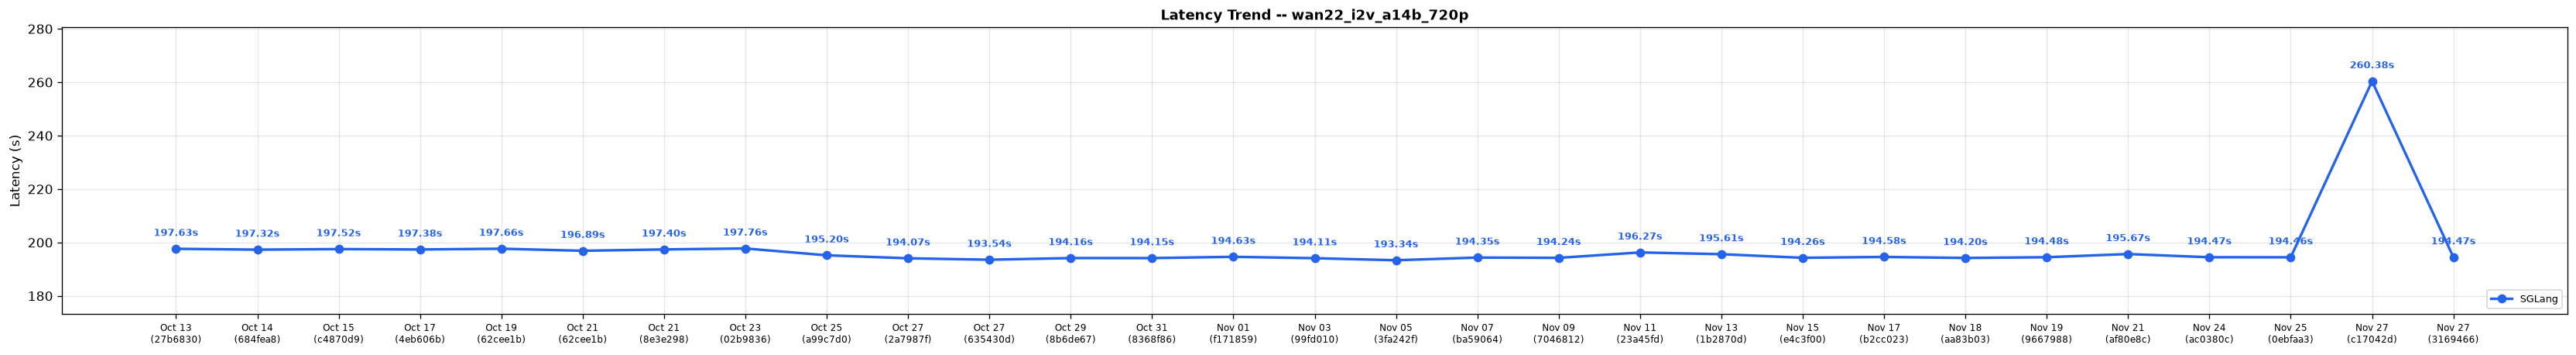 Latency Trend -- wan22_i2v_a14b_720p
Latency (s)
280
260
240
220
200
180
197.63s
197.32s
197.52s
197.38s
197.66s
196.89s
197.40s
197.76s
195.20s
194.07s
193.54s
194.16s
194.15s
194.63s
194.11s
193.34s
194.35s
194.24s
196.27s
195.61s
194.26s
194.58s
194.20s
194.48s
195.67s
194.47s
194.46s
260.38s
194.47s
SGLang
Oct 13
(27b6830)
Oct 14
(684fea8)
Oct 15
(c4870d9)
Oct 17
(4eb606b)
Oct 19
(62cee1b)
Oct 21
(62cee1b)
Oct 21
(8e3e298)
Oct 23
(02b9836)
Oct 25
(a99c7d0)
Oct 27
(2a7987f)
Oct 27
(635430d)
Oct 29
(8b6de67)
Oct 31
(8368f86)
Nov 01
(f171859)
Nov 03
(99fd010)
Nov 05
(3fa242f)
Nov 07
(ba59064)
Nov 09
(7046812)
Nov 11
(23a45fd)
Nov 13
(1b2870d)
Nov 15
(e4c3f00)
Nov 17
(b2cc023)
Nov 18
(aa83b03)
Nov 19
(9667988)
Nov 21
(af80e8c)
Nov 24
(ac0380c)
Nov 25
(0ebfaa3)
Nov 27
(c17042d)
Nov 27
(3169466)